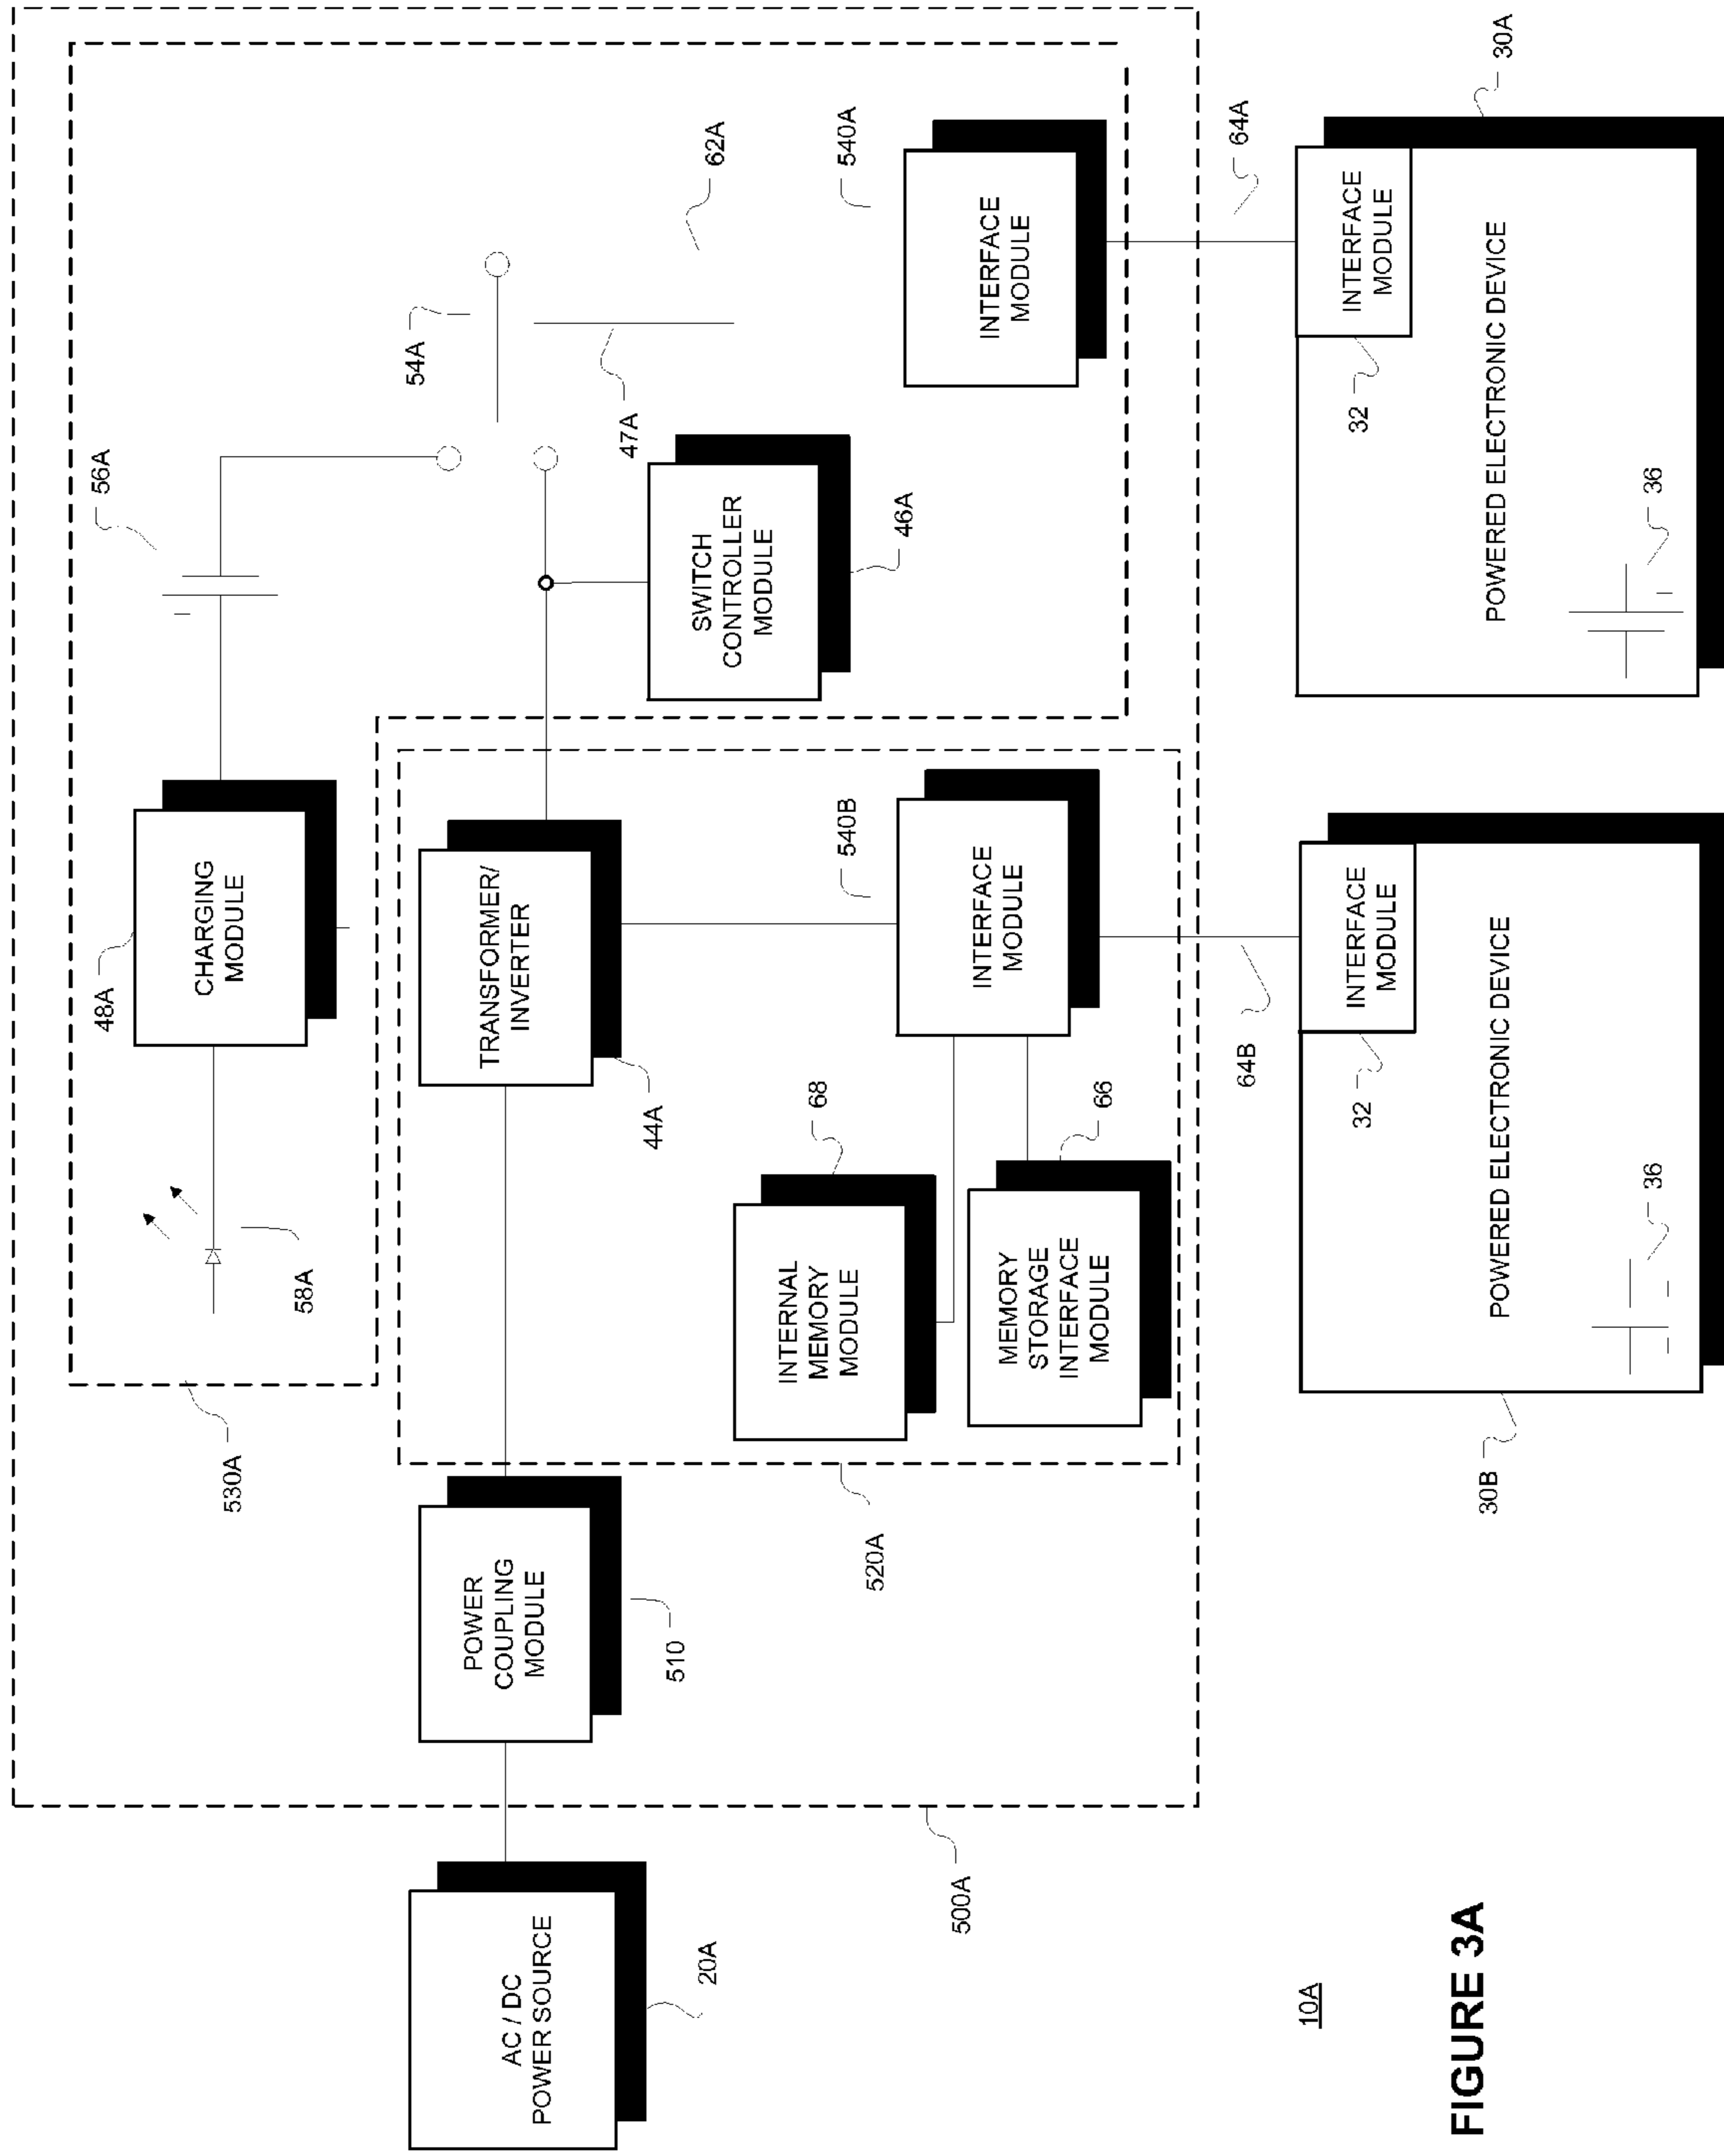 56A
48A
CHARGING
MODULE
58A
530A
54A
62A
47A
540A
INTERFACE
MODULE
SWITCH
CONTROLLER
MODULE
46A
TRANSFORMER/
INVERTER
44A
540B
INTERFACE
MODULE
68
INTERNAL
MEMORY
MODULE
66
MEMORY
STORAGE
INTERFACE
MODULE
520A
POWER
COUPLING
MODULE
510
AC / DC
POWER SOURCE
20A
500A
64B
64A
INTERFACE
MODULE
32
POWERED ELECTRONIC DEVICE
36
30B
INTERFACE
MODULE
32
POWERED ELECTRONIC DEVICE
36
30A
10A
FIGURE 3A